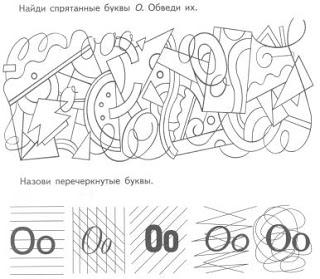 Найди спрятанные буквы О. Обведи их.
Назови перечеркнутые буквы.
Оо Оо Оо Оо Оо